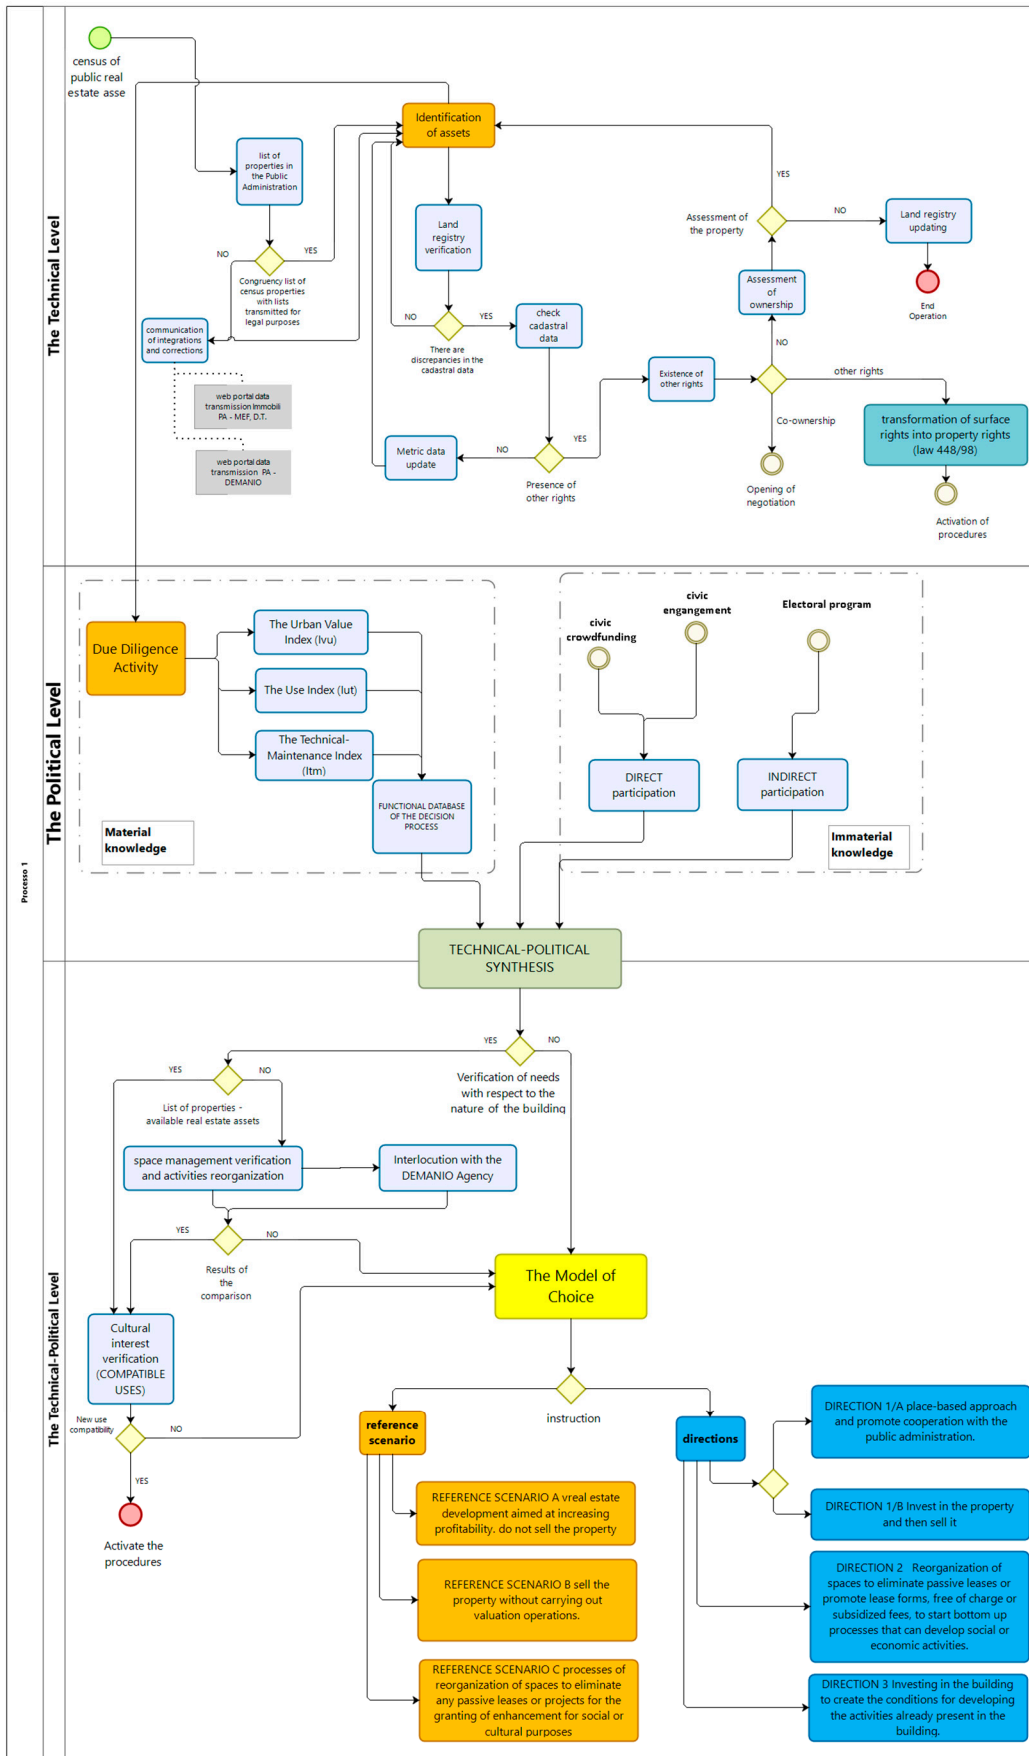 Processo 1
The Technical Level
census of
public real
estate asse
list of
properties in
the Public
Administration
NO
YES
Congruency list of
census properties
with lists
transmitted for
legal purposes
communication
of integrations
and corrections
web portal data
transmission Immobili
PA - MEF, D.T.
web portal data
transmission PA -
DEMANIO
Identification
of assets
Land
registry
verification
NO
YES
There are
discrepancies in the
cadastral data
check
cadastral
data
Metric data
update
NO
YES
Presence of
other rights
Existence of
other rights
NO
other rights
Co-ownership
Opening of
negotiation
Assessment
of
ownership
Assessment of
the property
YES
NO
Land registry
updating
End
Operation
transformation of surface
rights into property rights
(law 448/98)
Activation of
procedures
The Political Level
Due Diligence
Activity
The Urban Value
Index (Ivu)
The Use Index (Iut)
The Technical-
Maintenance Index
(Itm)
FUNCTIONAL DATABASE
OF THE DECISION
PROCESS
Material
knowledge
civic
crowdfunding
civic
engangement
Electoral program
DIRECT
participation
INDIRECT
participation
Immaterial
knowledge
TECHNICAL-POLITICAL
SYNTHESIS
The Technical-Political Level
YES
NO
Verification of needs
with respect to the
nature of the building
YES
NO
List of properties -
available real estate assets
space management verification
and activities reorganization
Interlocution with the
DEMANIO Agency
YES
NO
Results of
the
comparison
The Model of
Choice
Cultural
interest
verification
(COMPATIBLE
USES)
New use
compatibility
NO
YES
Activate the
procedures
instruction
reference
scenario
directions
REFERENCE SCENARIO A vreal estate
development aimed at increasing
profitability. do not sell the property
REFERENCE SCENARIO B sell the
property without carrying out
valuation operations.
REFERENCE SCENARIO C processes of
reorganization of spaces to eliminate
any passive leases or projects for the
granting of enhancement for social or
cultural purposes
DIRECTION 1/A place-based approach
and promote cooperation with the
public administration.
DIRECTION 1/B Invest in the property
and then sell it
DIRECTION 2 Reorganization of
spaces to eliminate passive leases or
promote lease forms, free of charge or
subsidized fees, to start bottom up
processes that can develop social or
economic activities.
DIRECTION 3 Investing in the building
to create the conditions for developing
the activities already present in the
building.